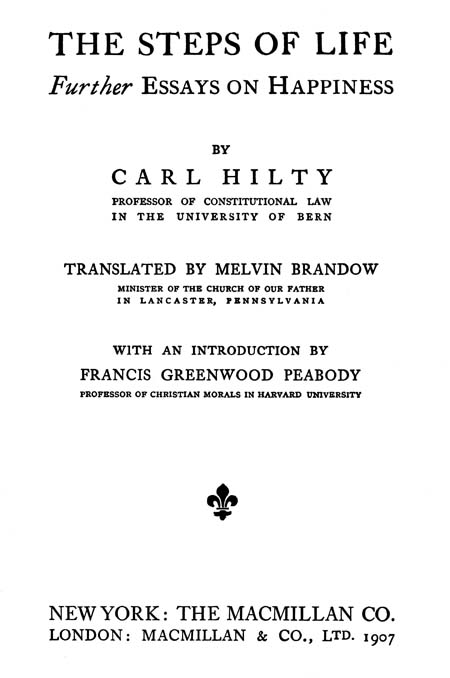 THE STEPS OF LIFE
Further ESSAYS ON HAPPINESS
BY
CARL HILTY
PROFESSOR OF CONSTITUTIONAL LAW
IN THE UNIVERSITY OF BERN
TRANSLATED BY MELVIN BRANDOW
MINISTER OF THE CHURCH OF OUR FATHER
IN LANCASTER, PENNSYLVANIA
WITH AN INTRODUCTION BY
FRANCIS GREENWOOD PEABODY
PROFESSOR OF CHRISTIAN MORALS IN HARVARD UNIVERSITY
NEW YORK: THE MACMILLAN CO.
LONDON: MACMILLAN & CO., LTD. 1907